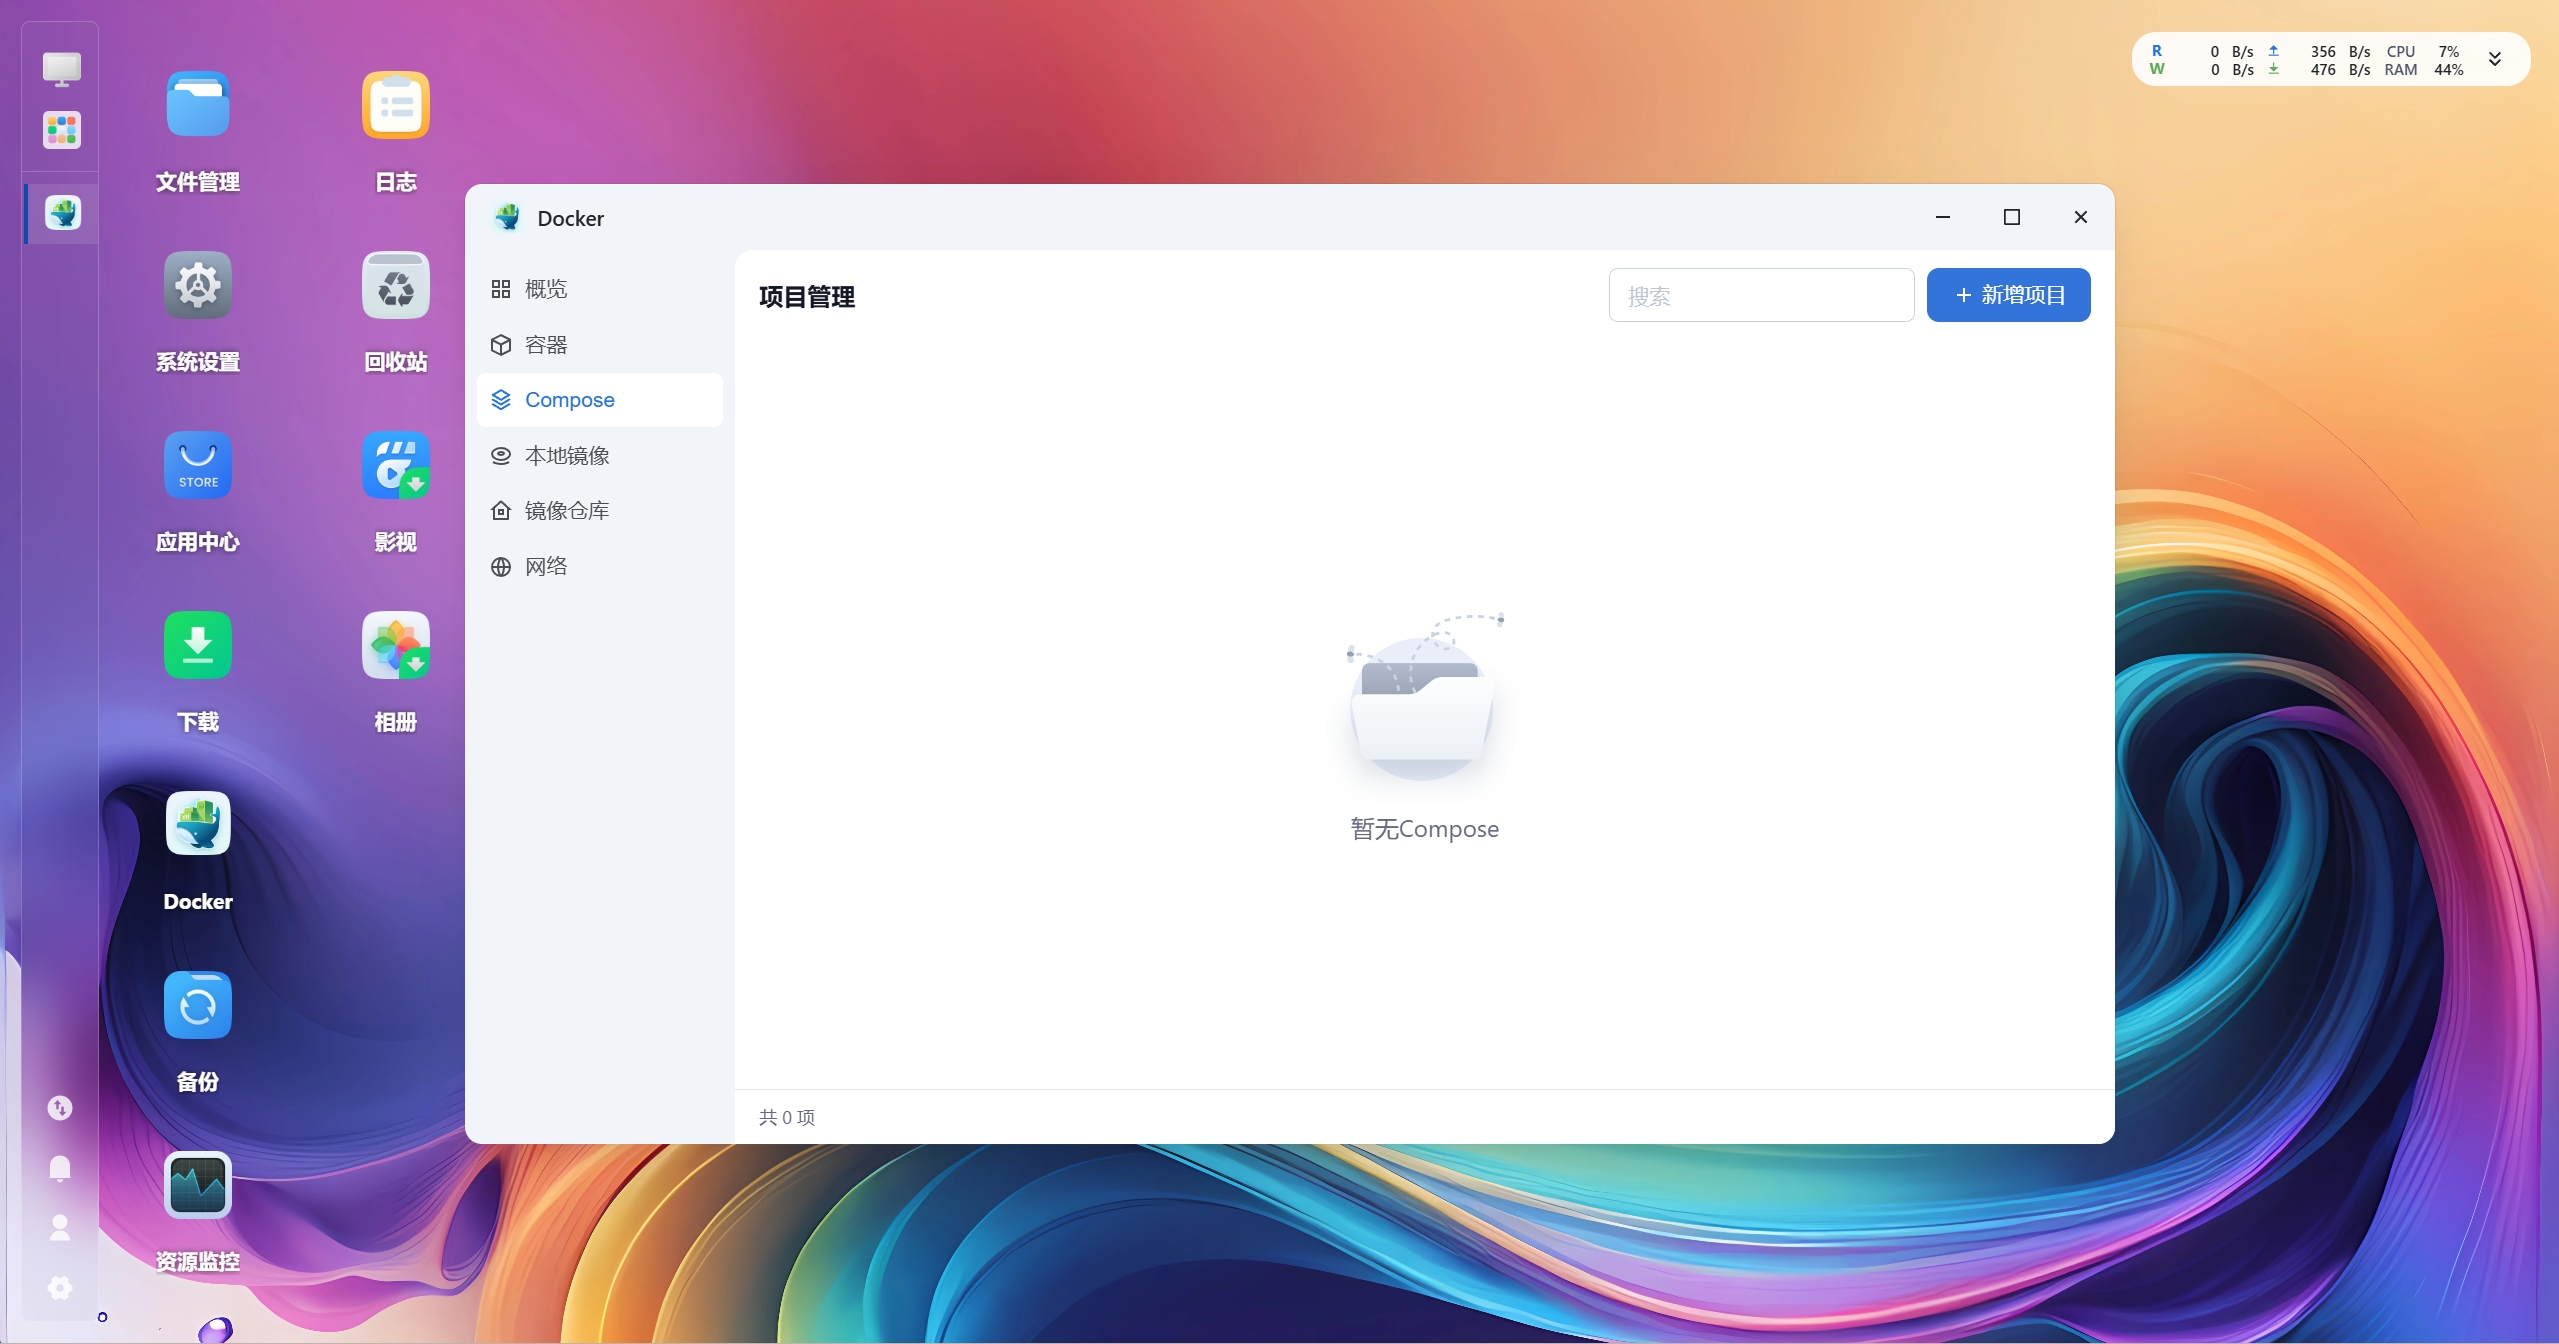 文件管理
日志
系统设置
回收站
STORE
应用中心
影视
下载
相册
Docker
备份
资源监控
R 0 B/s 356 B/s CPU 7%
W 0 B/s 476 B/s RAM 44%
Docker
概览
容器
Compose
本地镜像
镜像仓库
网络
项目管理
搜索
新增项目
暂无Compose
共 0 项